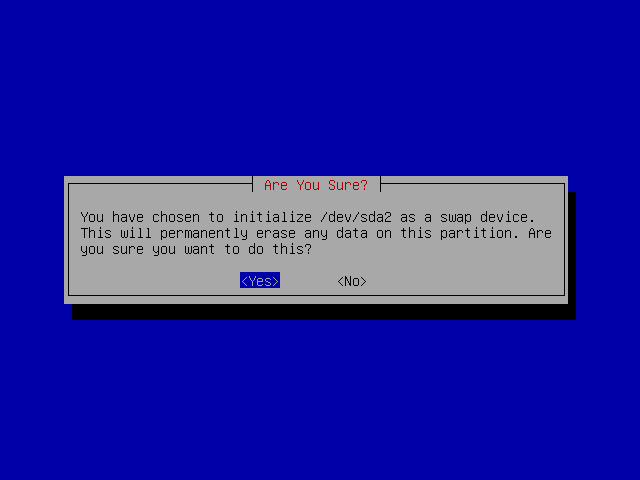 Are You Sure?
You have chosen to initialize /dev/sda2 as a swap device.
This will permanently erase any data on this partition. Are
you sure you want to do this?
<Yes> <No>